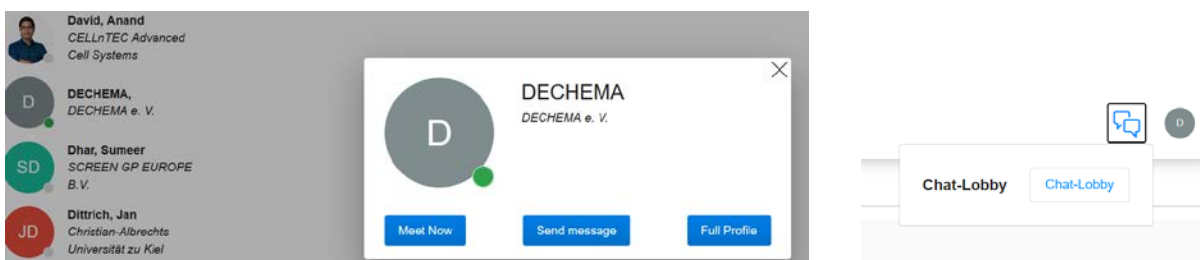 David, Anand
CELLnTEC Advanced
Cell Systems
D
DECHEMA,
DECHEMA e. V.
SD
Dhar, Sumeer
SCREEN GP EUROPE
B.V.
JD
Dittrich, Jan
Christian-Albrechts
Universität zu Kiel
D
DECHEMA
DECHEMA e. V.
Meet Now
Send message
Full Profile
D
Chat-Lobby
Chat-Lobby